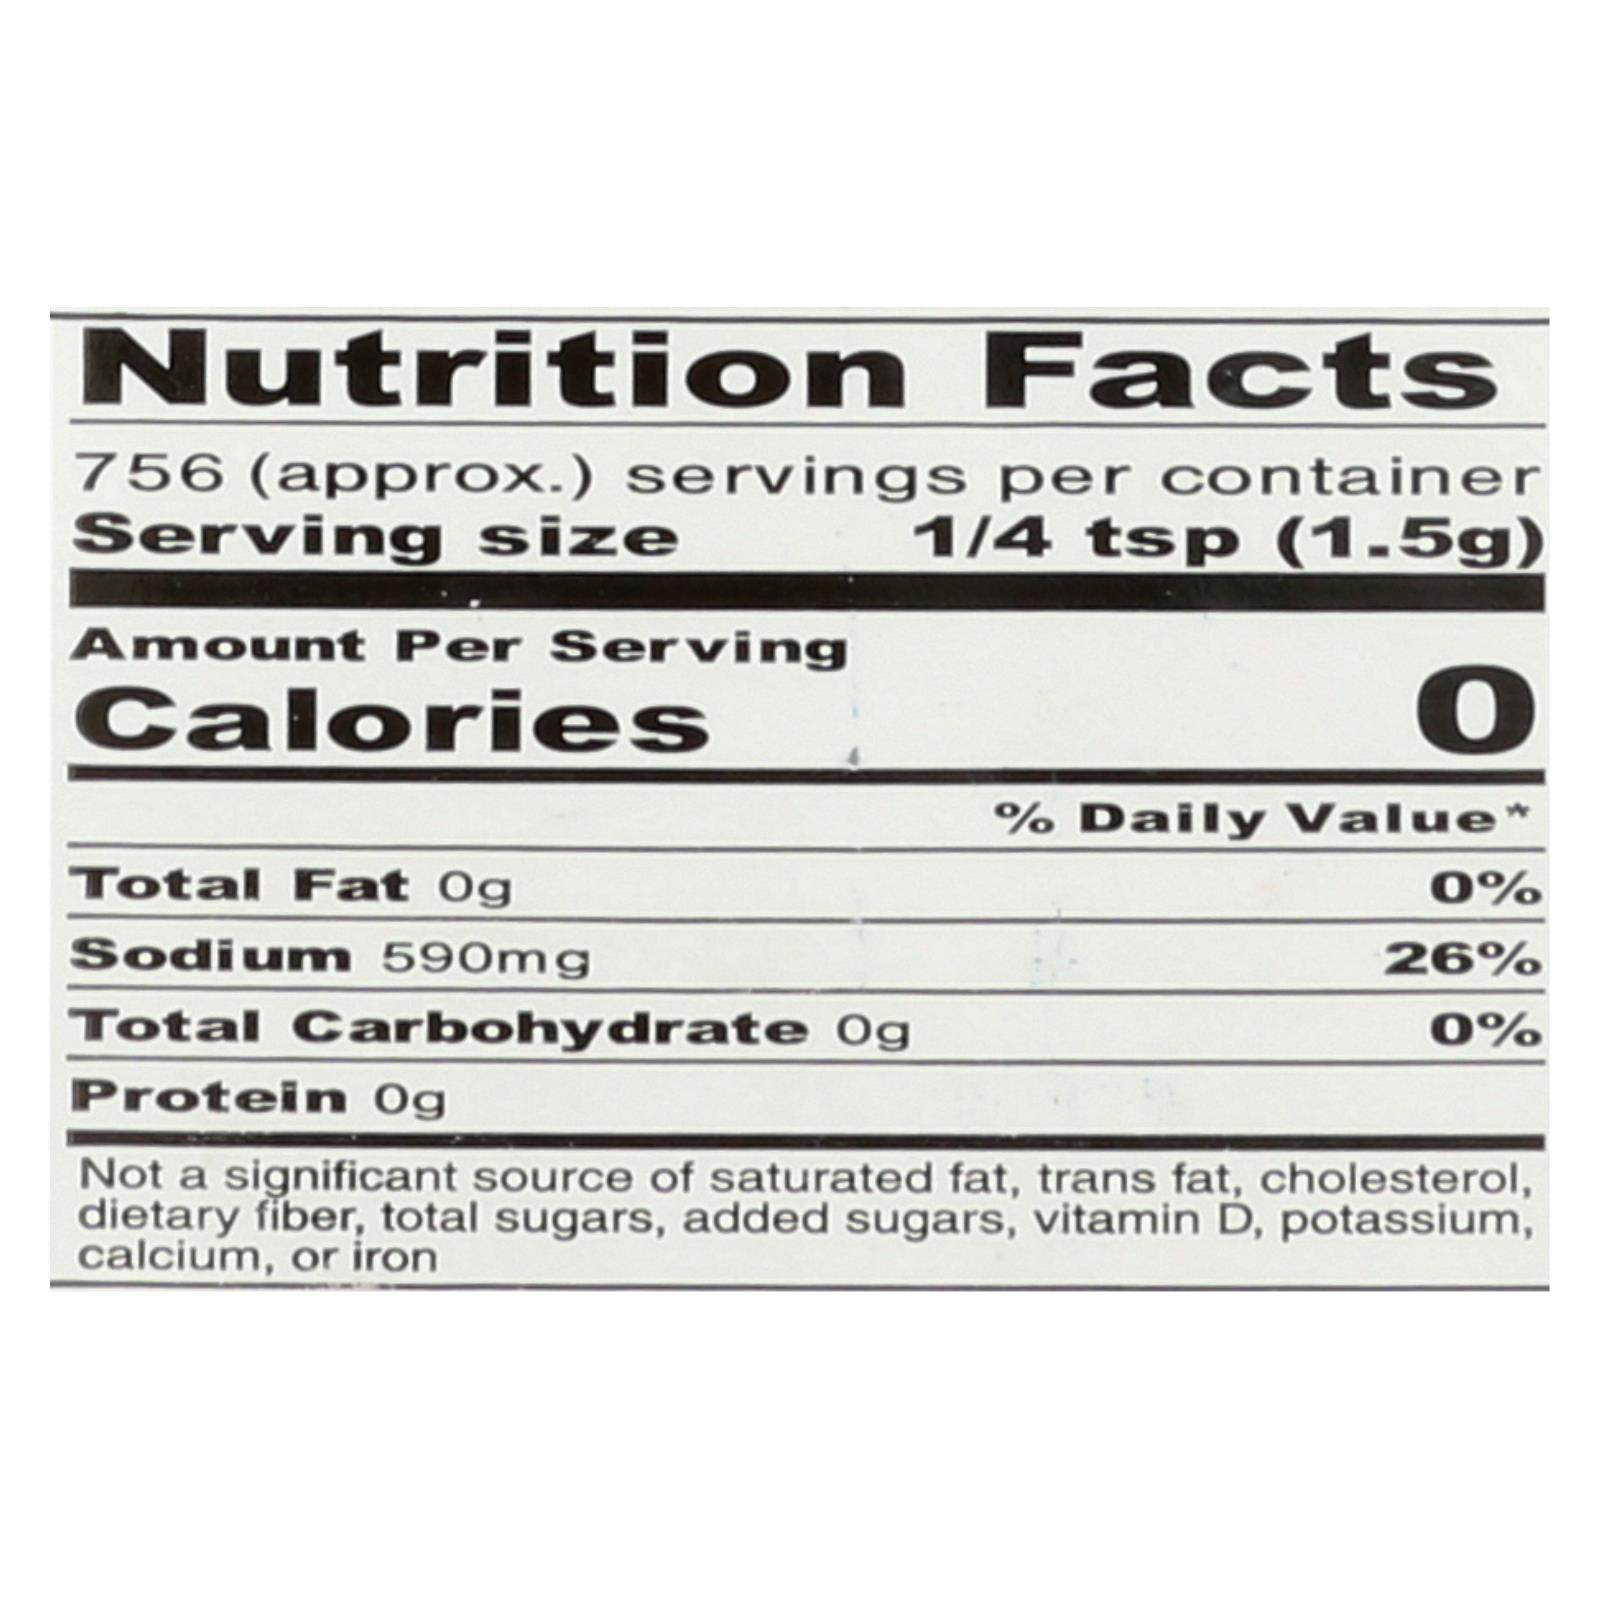 Nutrition Facts
756 (approx.) servings per container
Serving size 1/4 tsp (1.5g)
Amount Per Serving
Calories 0
% Daily Value*
Total Fat 0g 0%
Sodium 590mg 26%
Total Carbohydrate 0g 0%
Protein 0g
Not a significant source of saturated fat, trans fat, cholesterol,
dietary fiber, total sugars, added sugars, vitamin D, potassium,
calcium, or iron